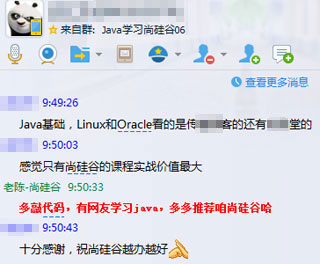 来自群: Java学习尚硅谷06
查看更多消息
9:49:26
Java基础，Linux和Oracle看的是传客的还有堂的
9:50:03
感觉只有尚硅谷的课程实战价值最大
老陈-尚硅谷 9:50:33
多敲代码，有网友学习java，多多推荐咱尚硅谷哈
9:50:43
十分感谢，祝尚硅谷越办越好